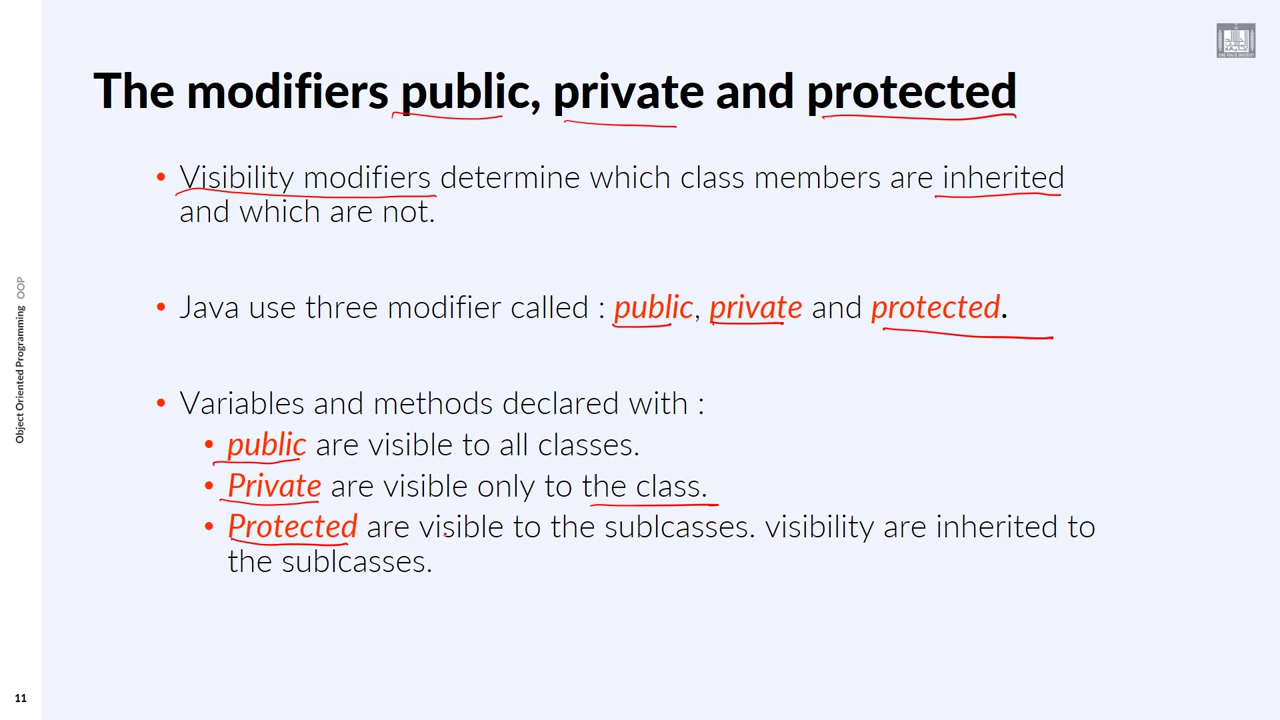 The modifiers public, private and protected
• Visibility modifiers determine which class members are inherited
and which are not.
• Java use three modifier called : public, private and protected.
• Variables and methods declared with :
• public are visible to all classes.
• Private are visible only to the class.
• Protected are visible to the sublcasses. visibility are inherited to
the sublcasses.
Object Oriented Programming OOP
11